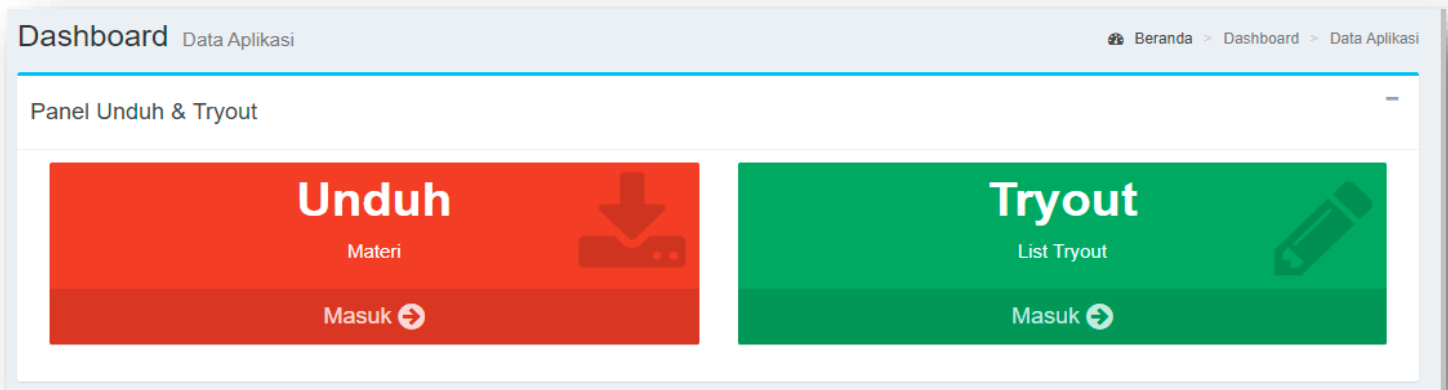 Dashboard Data Aplikasi
Beranda > Dashboard > Data Aplikasi
Panel Unduh & Tryout
Unduh
Materi
Masuk
Tryout
List Tryout
Masuk